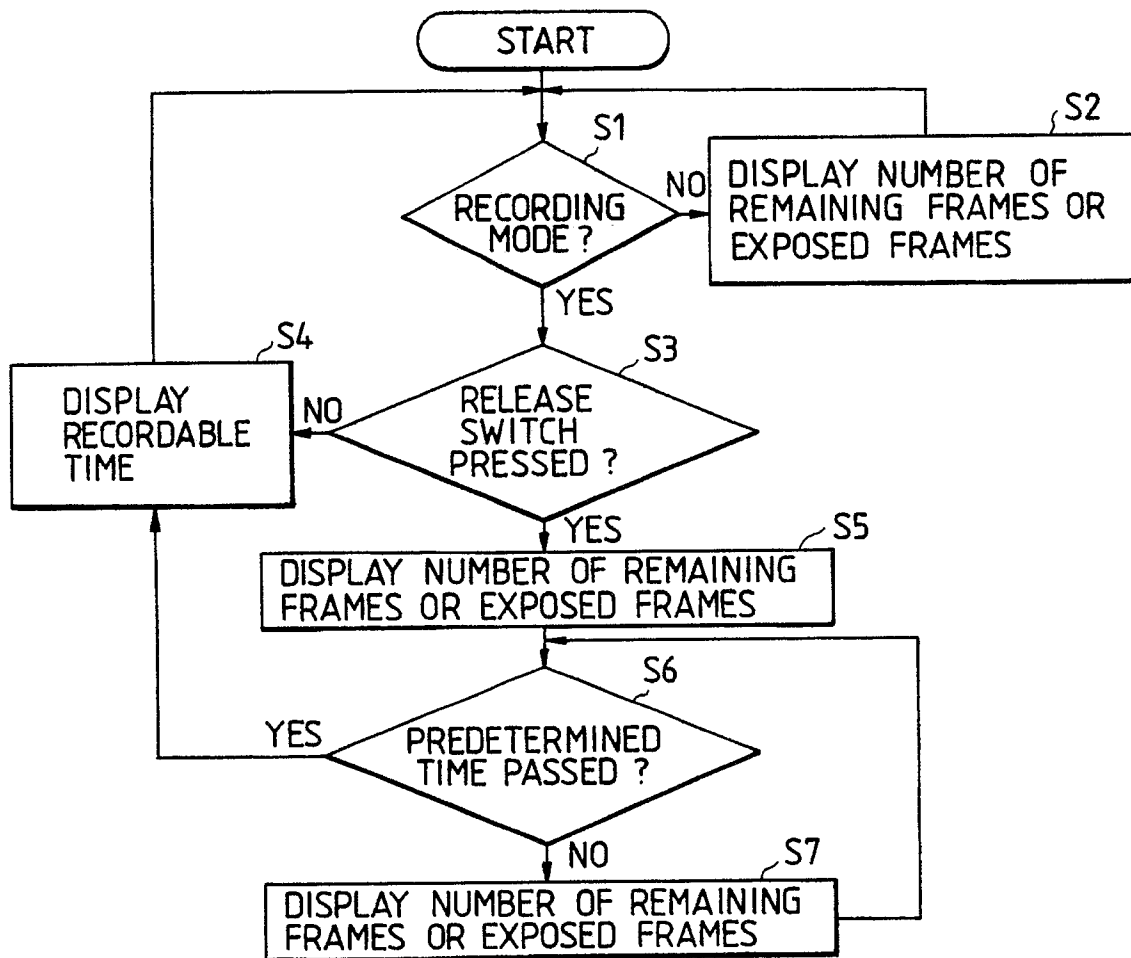 START
S1
S2
RECORDING
MODE ?
NO
DISPLAY NUMBER OF
REMAINING FRAMES OR
EXPOSED FRAMES
YES
S4
S3
DISPLAY
RECORDABLE
TIME
NO
RELEASE
SWITCH
PRESSED ?
YES
S5
DISPLAY NUMBER OF REMAINING
FRAMES OR EXPOSED FRAMES
S6
YES
PREDETERMINED
TIME PASSED ?
NO
S7
DISPLAY NUMBER OF REMAINING
FRAMES OR EXPOSED FRAMES